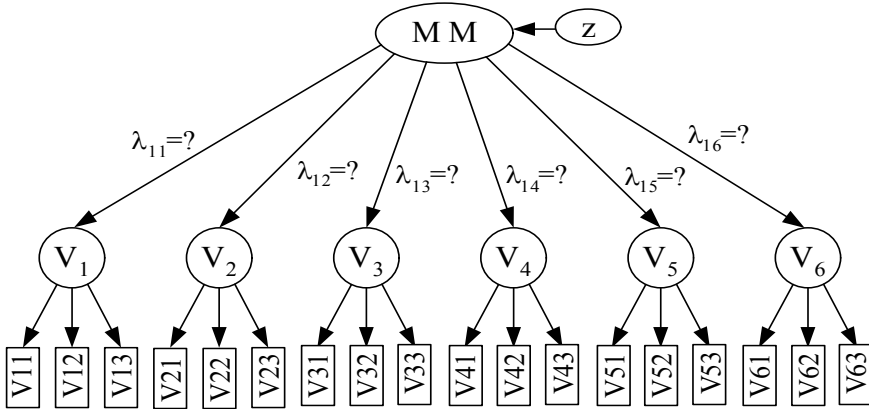 M M
z
λ11=?
λ12=?
λ13=?
λ14=?
λ15=?
λ16=?
V1
V2
V3
V4
V5
V6
V11
V12
V13
V21
V22
V23
V31
V32
V33
V41
V42
V43
V51
V52
V53
V61
V62
V63